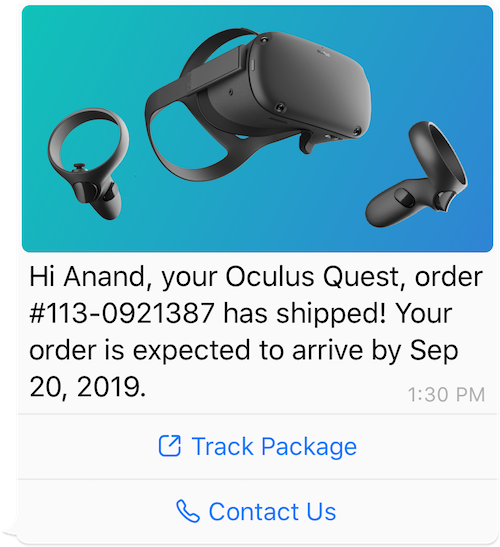 Hi Anand, your Oculus Quest, order
#113-0921387 has shipped! Your
order is expected to arrive by Sep
20, 2019.
1:30 PM
Track Package
Contact Us